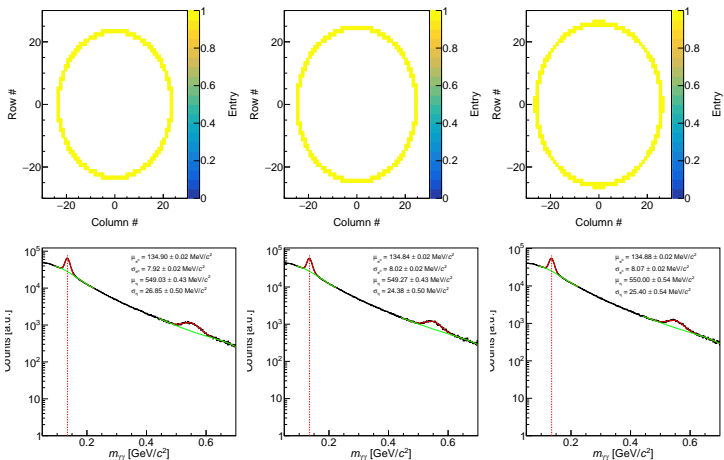 Row #
20
0
−20
−20 0 20
Column #
1
0.8
0.6
0.4
0.2
0
Entry
Row #
20
0
−20
−20 0 20
Column #
1
0.8
0.6
0.4
0.2
0
Entry
Row #
20
0
−20
−20 0 20
Column #
1
0.8
0.6
0.4
0.2
0
Entry
Counts [a.u.]
10⁵
10⁴
10³
10²
10
1
μπ⁰ = 134.90 ± 0.02 MeV/c²
σπ⁰ = 7.92 ± 0.02 MeV/c²
μη = 549.03 ± 0.43 MeV/c²
ση = 26.85 ± 0.50 MeV/c²
0.2 0.4 0.6
mγγ [GeV/c²]
Counts [a.u.]
10⁵
10⁴
10³
10²
10
1
μπ⁰ = 134.84 ± 0.02 MeV/c²
σπ⁰ = 8.02 ± 0.02 MeV/c²
μη = 549.27 ± 0.43 MeV/c²
ση = 24.38 ± 0.50 MeV/c²
0.2 0.4 0.6
mγγ [GeV/c²]
Counts [a.u.]
10⁵
10⁴
10³
10²
10
1
μπ⁰ = 134.88 ± 0.02 MeV/c²
σπ⁰ = 8.07 ± 0.02 MeV/c²
μη = 550.00 ± 0.54 MeV/c²
ση = 25.40 ± 0.54 MeV/c²
0.2 0.4 0.6
mγγ [GeV/c²]